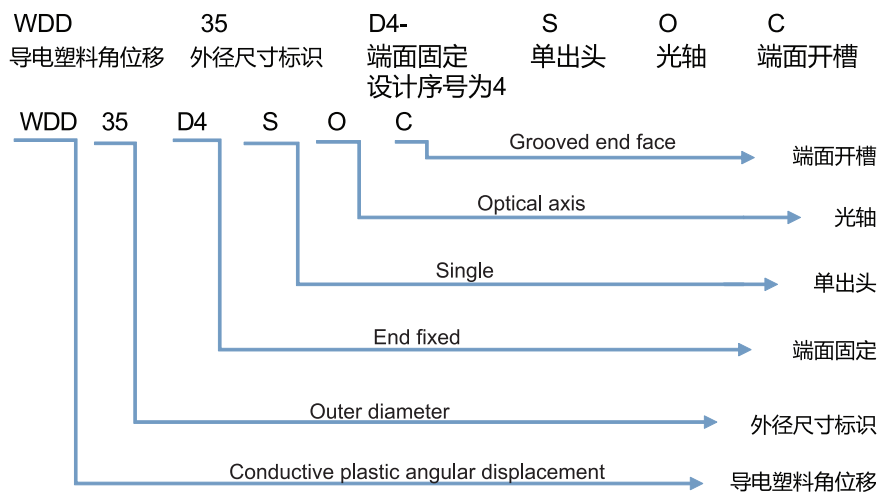 WDD 35 D4- S O C
导电塑料角位移 外径尺寸标识 端面固定 单出头 光轴 端面开槽
设计序号为4
WDD 35 D4 S O C
Grooved end face 端面开槽
Optical axis 光轴
Single 单出头
End fixed 端面固定
Outer diameter 外径尺寸标识
Conductive plastic angular displacement 导电塑料角位移